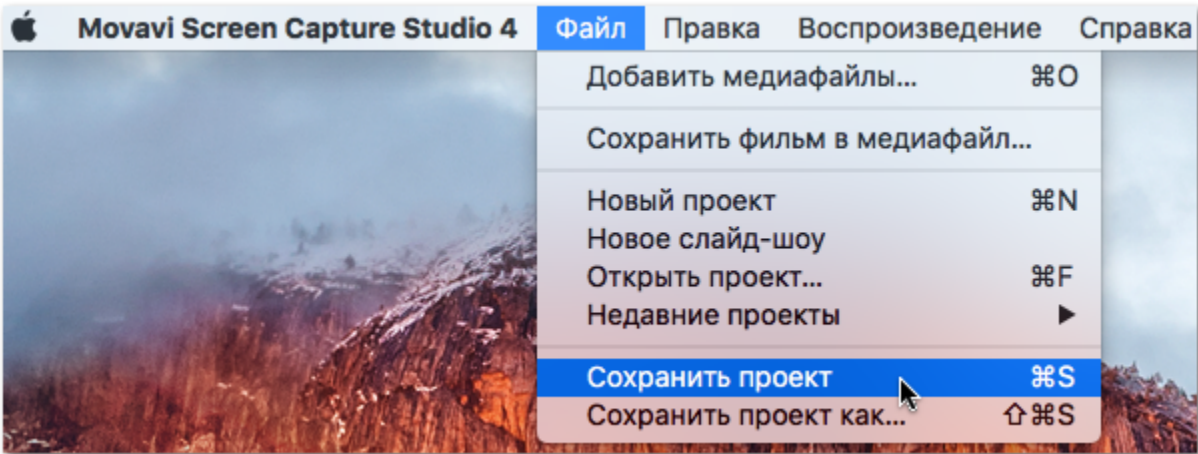 Movavi Screen Capture Studio 4 Файл Правка Воспроизведение Справка
Добавить медиафайлы... ⌘O
Сохранить фильм в медиафайл...
Новый проект ⌘N
Новое слайд-шоу
Открыть проект... ⌘F
Недавние проекты ▶
Сохранить проект ⌘S
Сохранить проект как... ⇧⌘S